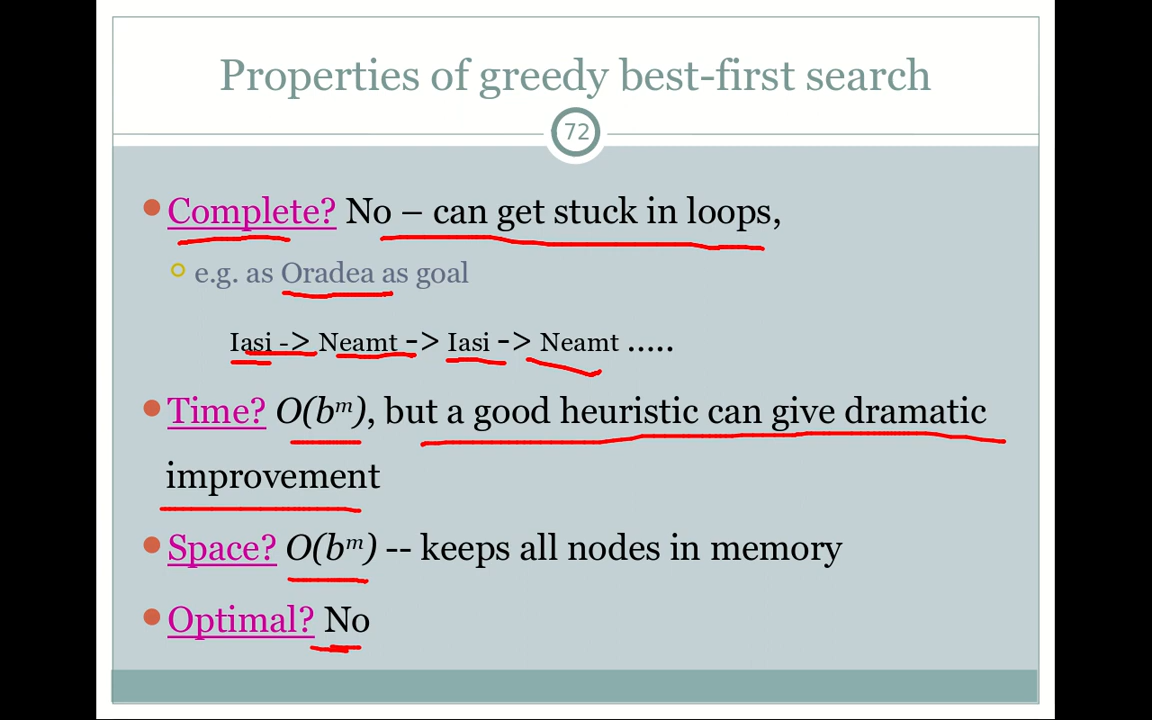 Properties of greedy best-first search
72
Complete? No – can get stuck in loops,
e.g. as Oradea as goal
Iasi -> Neamt -> Iasi -> Neamt .....
Time? O(bᵐ), but a good heuristic can give dramatic
improvement
Space? O(bᵐ) -- keeps all nodes in memory
Optimal? No